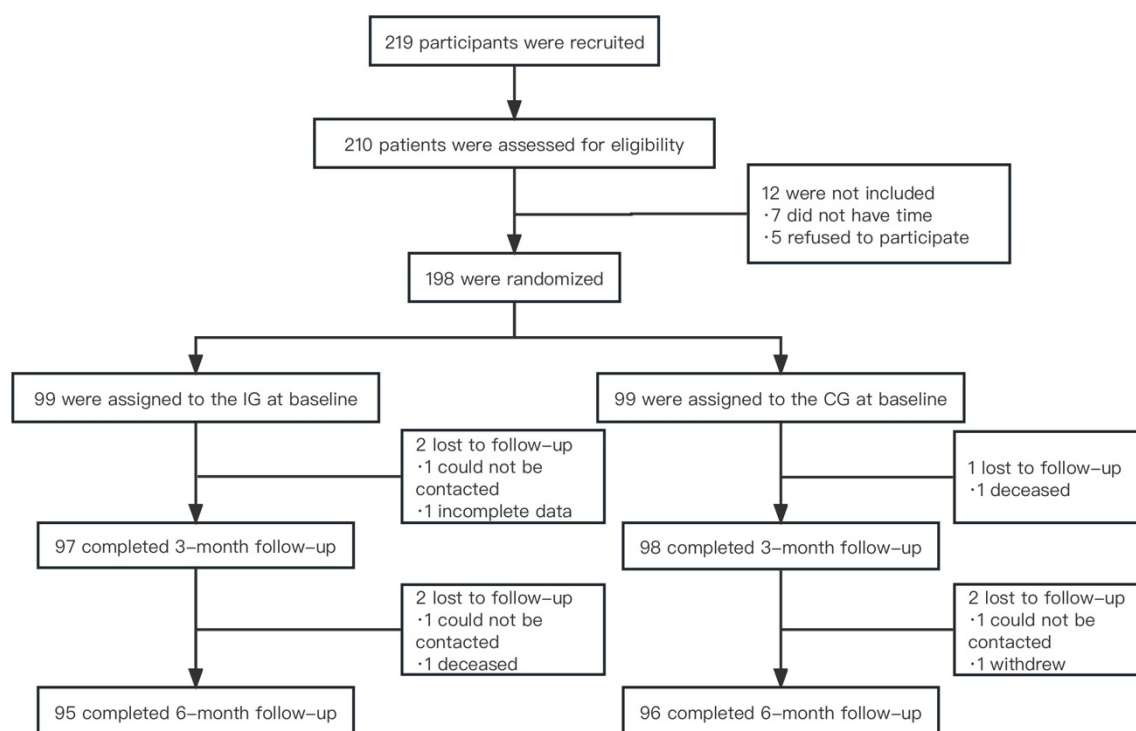 219 participants were recruited
210 patients were assessed for eligibility
12 were not included
·7 did not have time
·5 refused to participate
198 were randomized
99 were assigned to the IG at baseline
99 were assigned to the CG at baseline
2 lost to follow–up
·1 could not be
contacted
·1 incomplete data
1 lost to follow–up
·1 deceased
97 completed 3–month follow–up
98 completed 3–month follow–up
2 lost to follow–up
·1 could not be
contacted
·1 deceased
2 lost to follow–up
·1 could not be
contacted
·1 withdrew
95 completed 6–month follow–up
96 completed 6–month follow–up